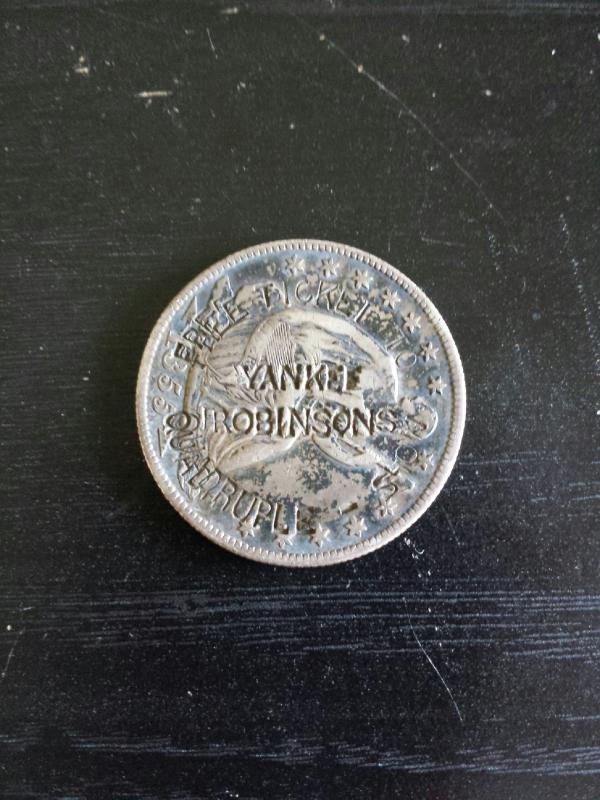 FREE TICKET TO
YANKEE
ROBINSONS
QUADRUPLE